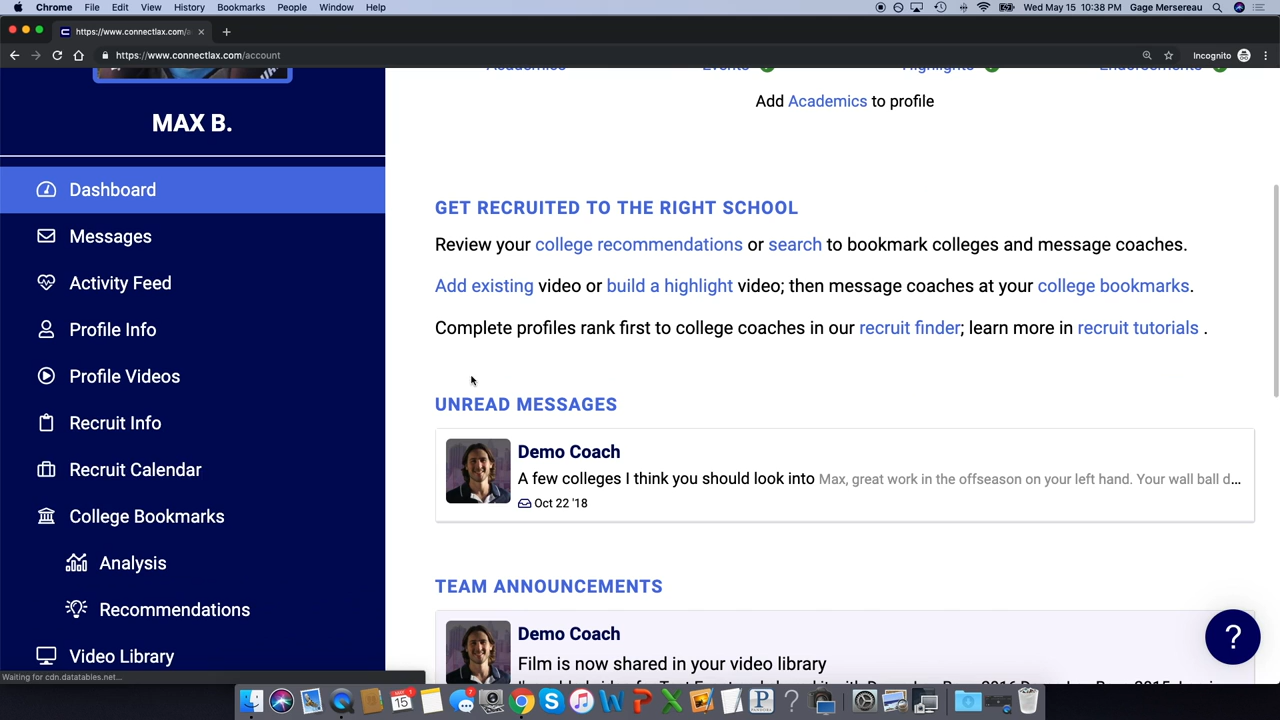 Chrome File Edit View History Bookmarks People Window Help Wed May 15 10:38 PM Gage Mersereau
https://www.connectlax.com/a
https://www.connectlax.com/account Incognito
Academics Events Highlights Endorsements
Add Academics to profile
MAX B.
Dashboard
Messages
Activity Feed
Profile Info
Profile Videos
Recruit Info
Recruit Calendar
College Bookmarks
Analysis
Recommendations
Video Library
GET RECRUITED TO THE RIGHT SCHOOL
Review your college recommendations or search to bookmark colleges and message coaches.
Add existing video or build a highlight video; then message coaches at your college bookmarks.
Complete profiles rank first to college coaches in our recruit finder; learn more in recruit tutorials .
UNREAD MESSAGES
Demo Coach
A few colleges I think you should look into Max, great work in the offseason on your left hand. Your wall ball d...
Oct 22 '18
TEAM ANNOUNCEMENTS
Demo Coach
Film is now shared in your video library
?
Waiting for cdn.datatables.net...